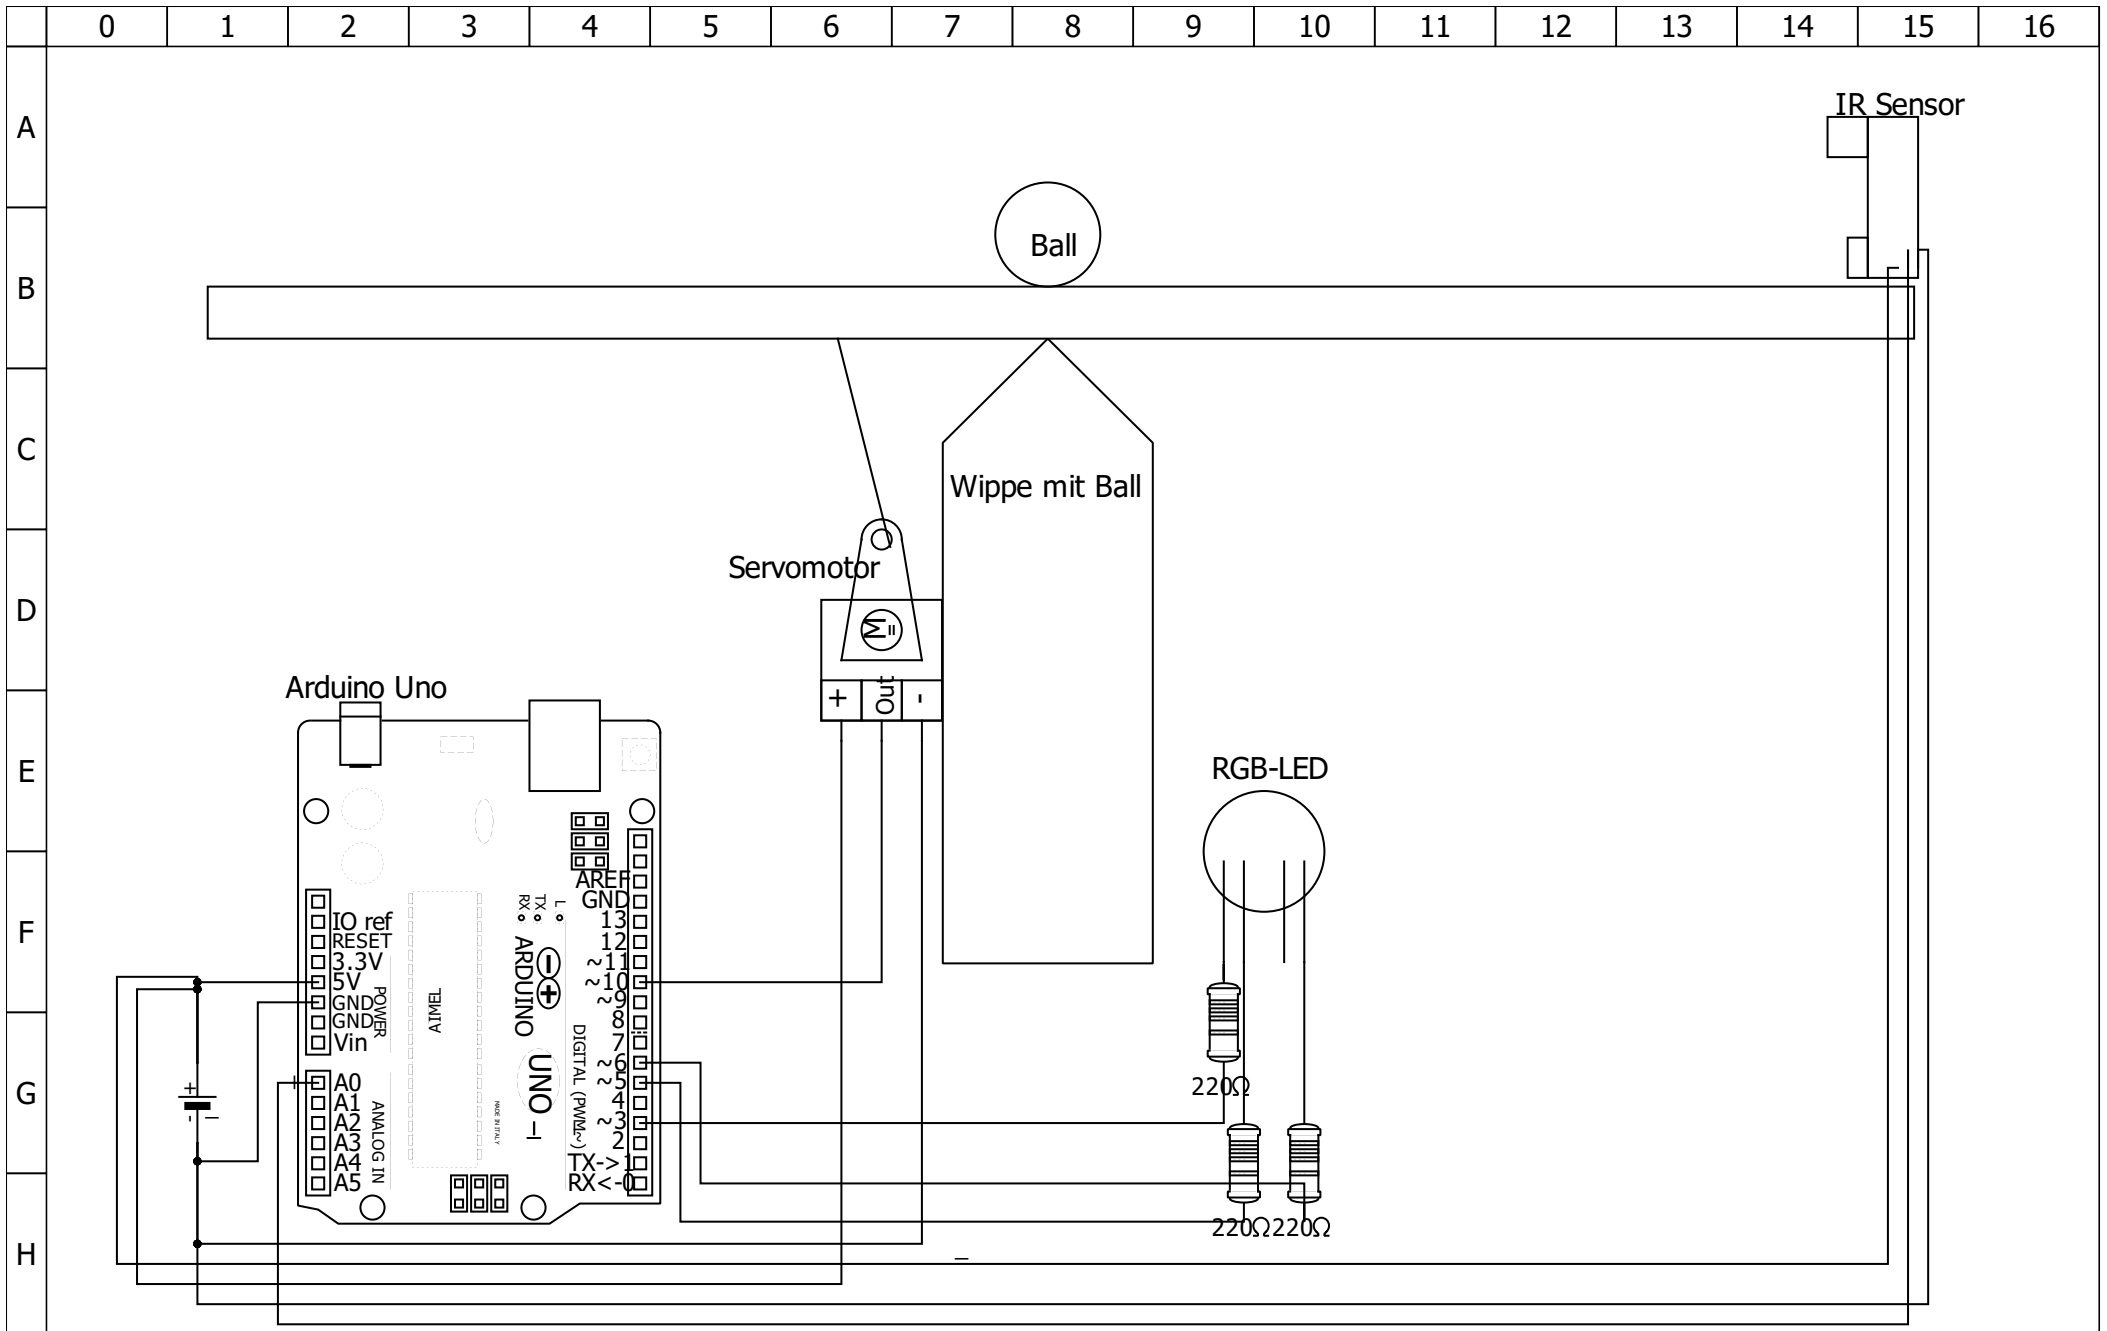 0 1 2 3 4 5 6 7 8 9 10 11 12 13 14 15 16
A
B
C
D
E
F
G
H
IR Sensor
Ball
Wippe mit Ball
Servomotor
M
=
+ Out -
Arduino Uno
RGB-LED
IO ref
RESET
3.3V
5V
GND
GND
Vin
POWER
A0
A1
A2
A3
A4
A5
ANALOG IN
AIMEL
MADE IN ITALY
RX
TX
L
ARDUINO
UNO
DIGITAL (PWM~)
AREF
GND
13
12
~11
~10
~9
8
7
~6
~5
4
~3
2
TX->1
RX<-0
+
-
220Ω
220Ω
220Ω